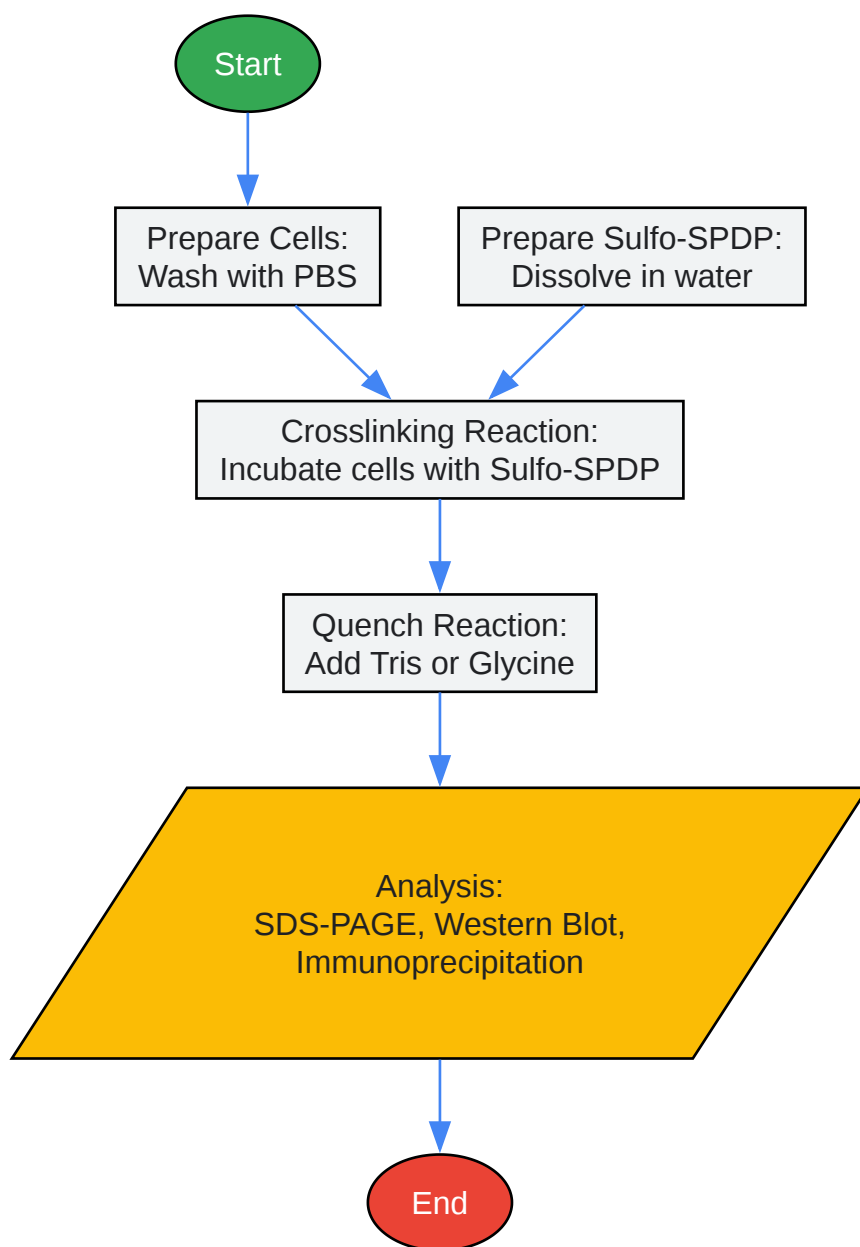 Start
Prepare Cells:
Wash with PBS
Prepare Sulfo-SPDP:
Dissolve in water
Crosslinking Reaction:
Incubate cells with Sulfo-SPDP
Quench Reaction:
Add Tris or Glycine
Analysis:
SDS-PAGE, Western Blot,
Immunoprecipitation
End